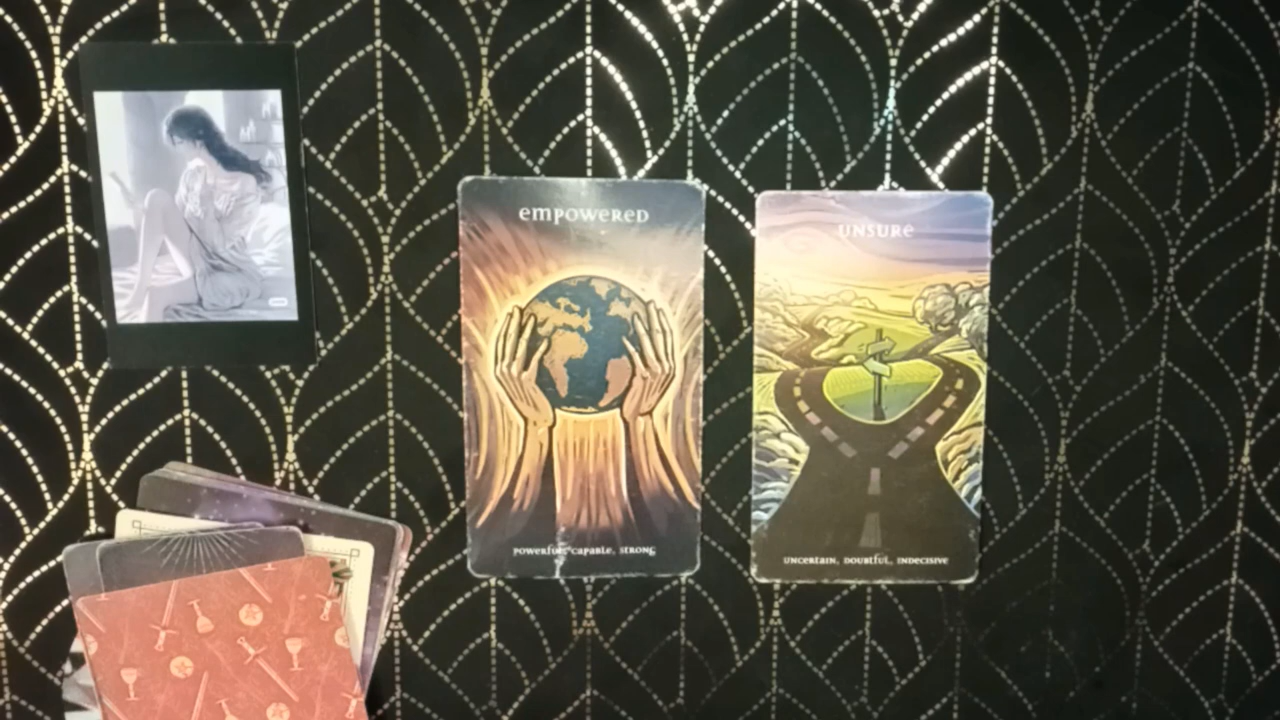 empowered
POWERFUL, CAPABLE, STRONG
UNSURe
UNCERTAIN, DOUBTFUL, INDECISIVE